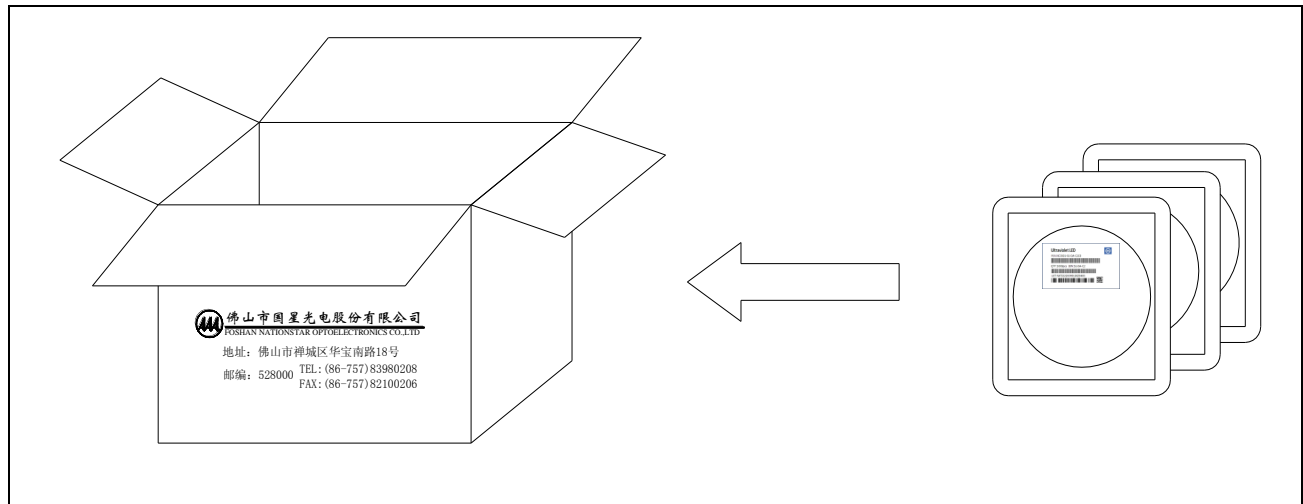 佛山市国星光电股份有限公司
FOSHAN NATIONSTAR OPTOELECTRONICS CO.,LTD
地址: 佛山市禅城区华宝南路18号
邮编: 528000 TEL:(86-757)83980208
FAX:(86-757)82100206
Ultraviolet LED